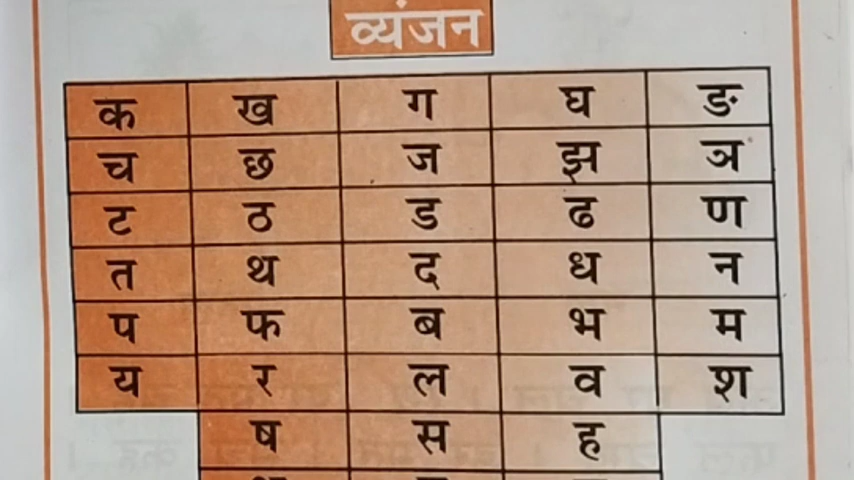 व्यंजन
क ख ग घ ङ
च छ ज झ ञ
ट ठ ड ढ ण
त थ द ध न
प फ ब भ म
य र ल व श
ष स ह